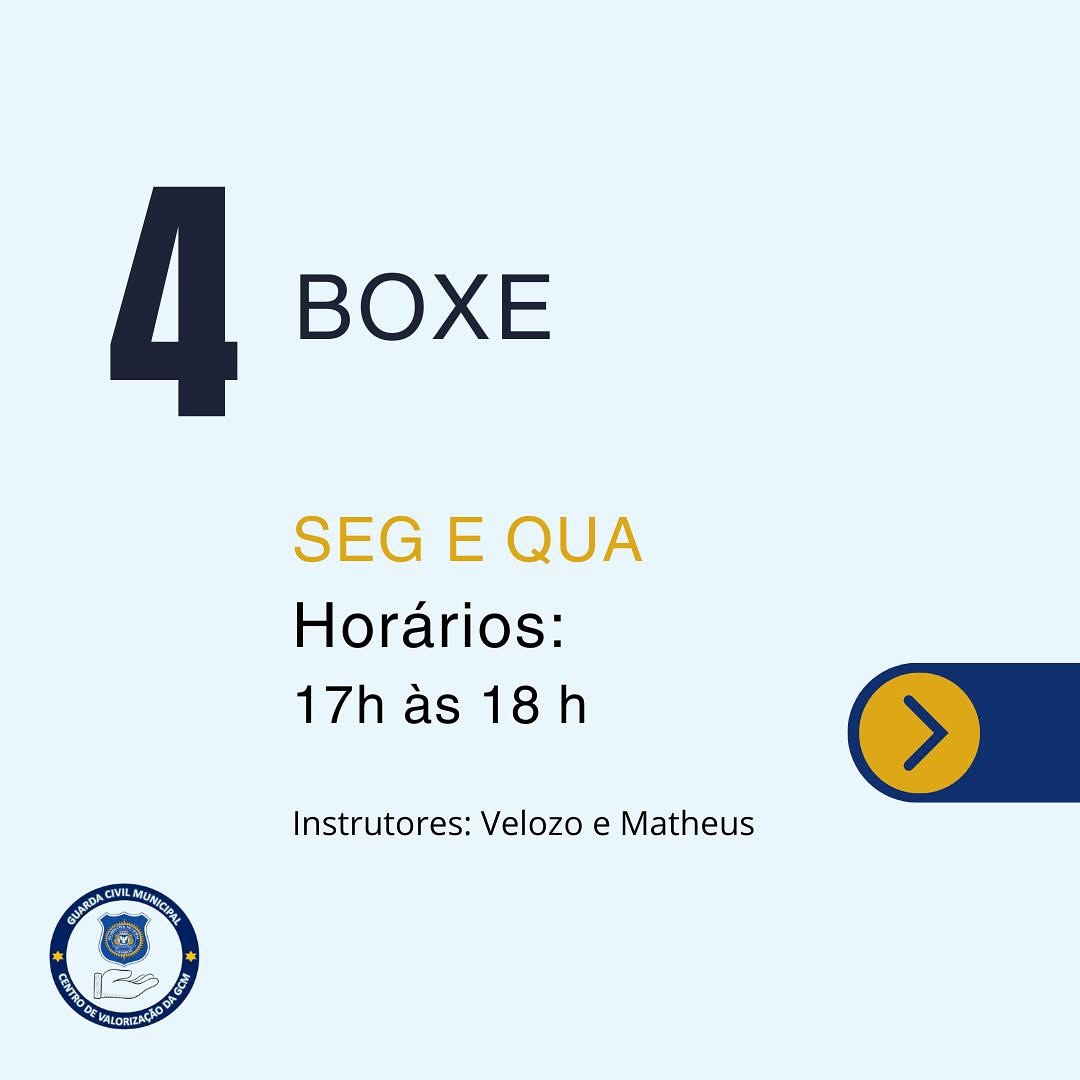 4
BOXE
SEG E QUA
Horários:
17h às 18 h
Instrutores: Velozo e Matheus
GUARDA CIVIL MUNICIPAL
CENTRO DE VALORIZAÇÃO DA GCM